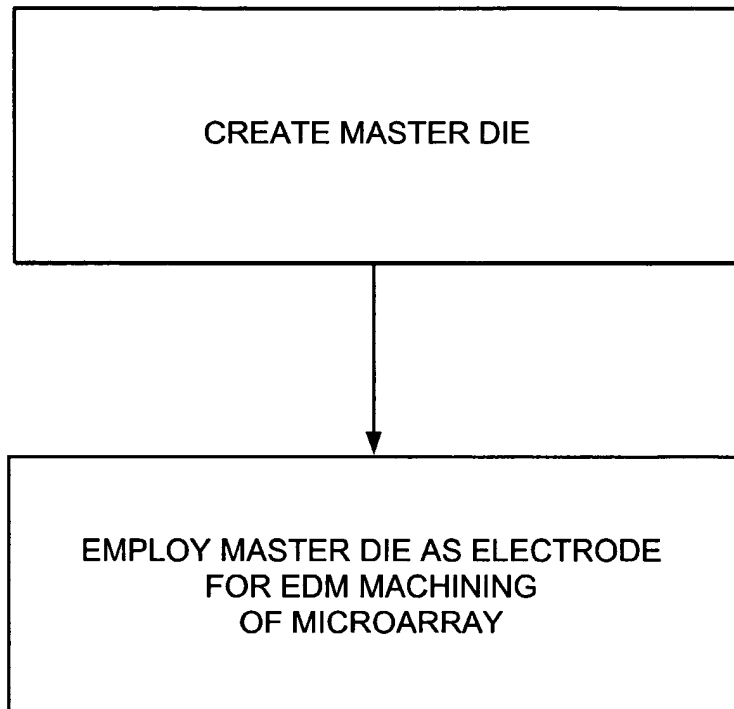 CREATE MASTER DIE
EMPLOY MASTER DIE AS ELECTRODE
FOR EDM MACHINING
OF MICROARRAY